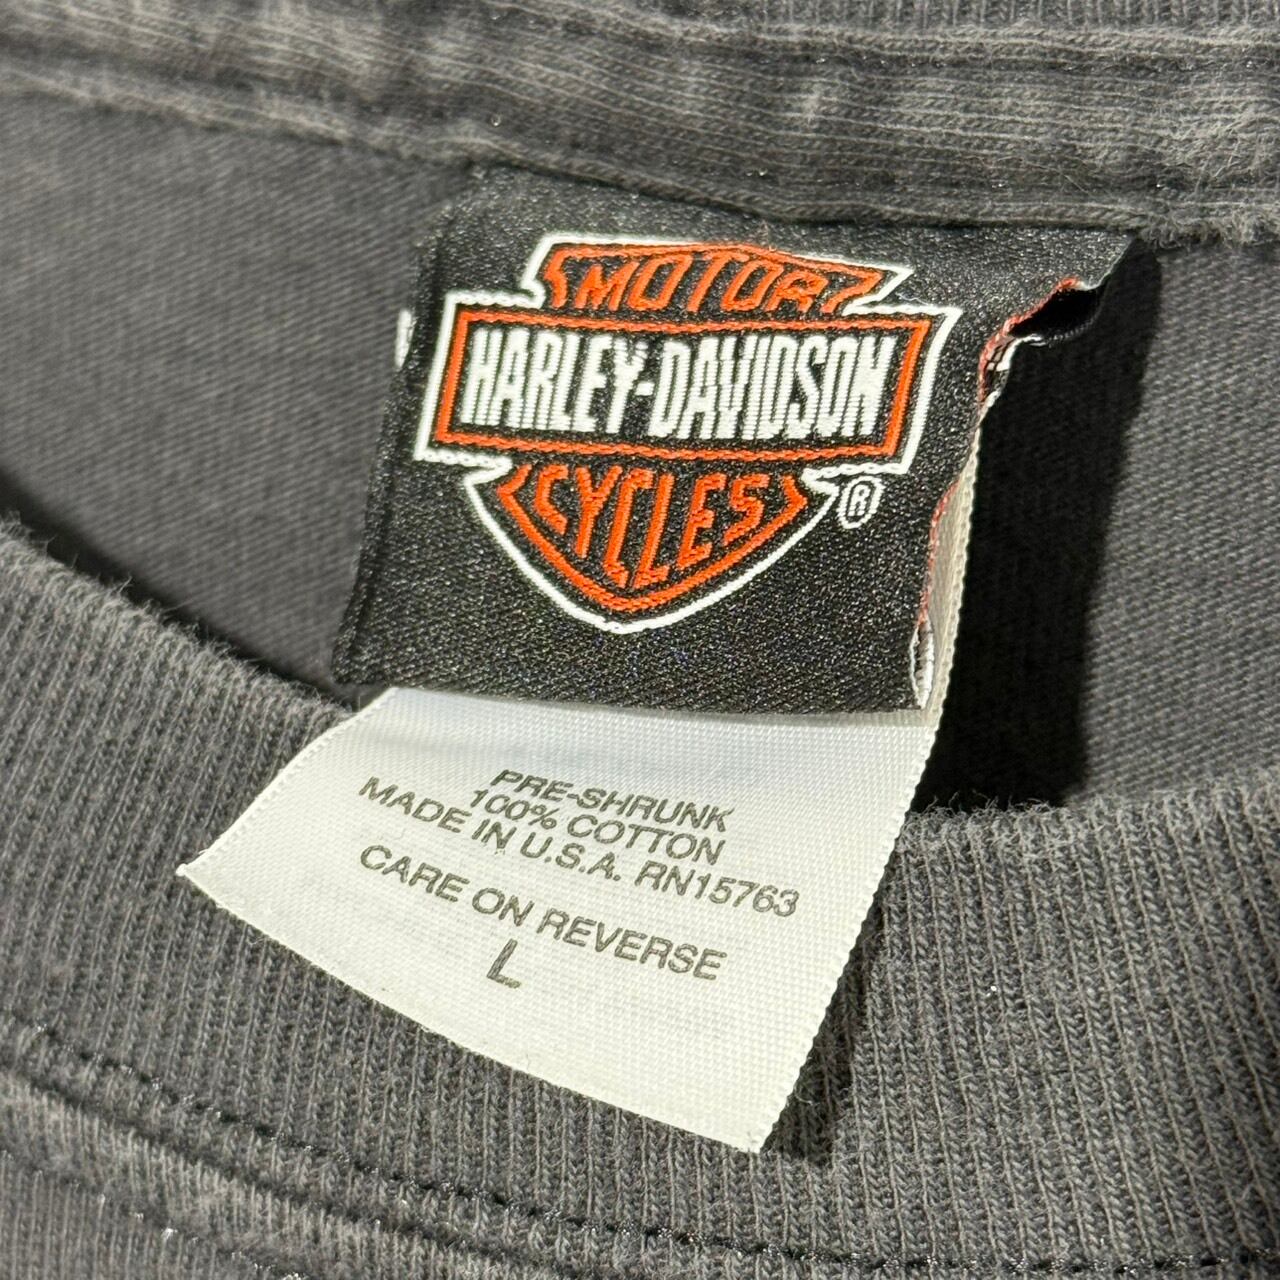 MOTOR
HARLEY-DAVIDSON
CYCLES
®
PRE-SHRUNK
100% COTTON
MADE IN U.S.A. RN15763
CARE ON REVERSE
L